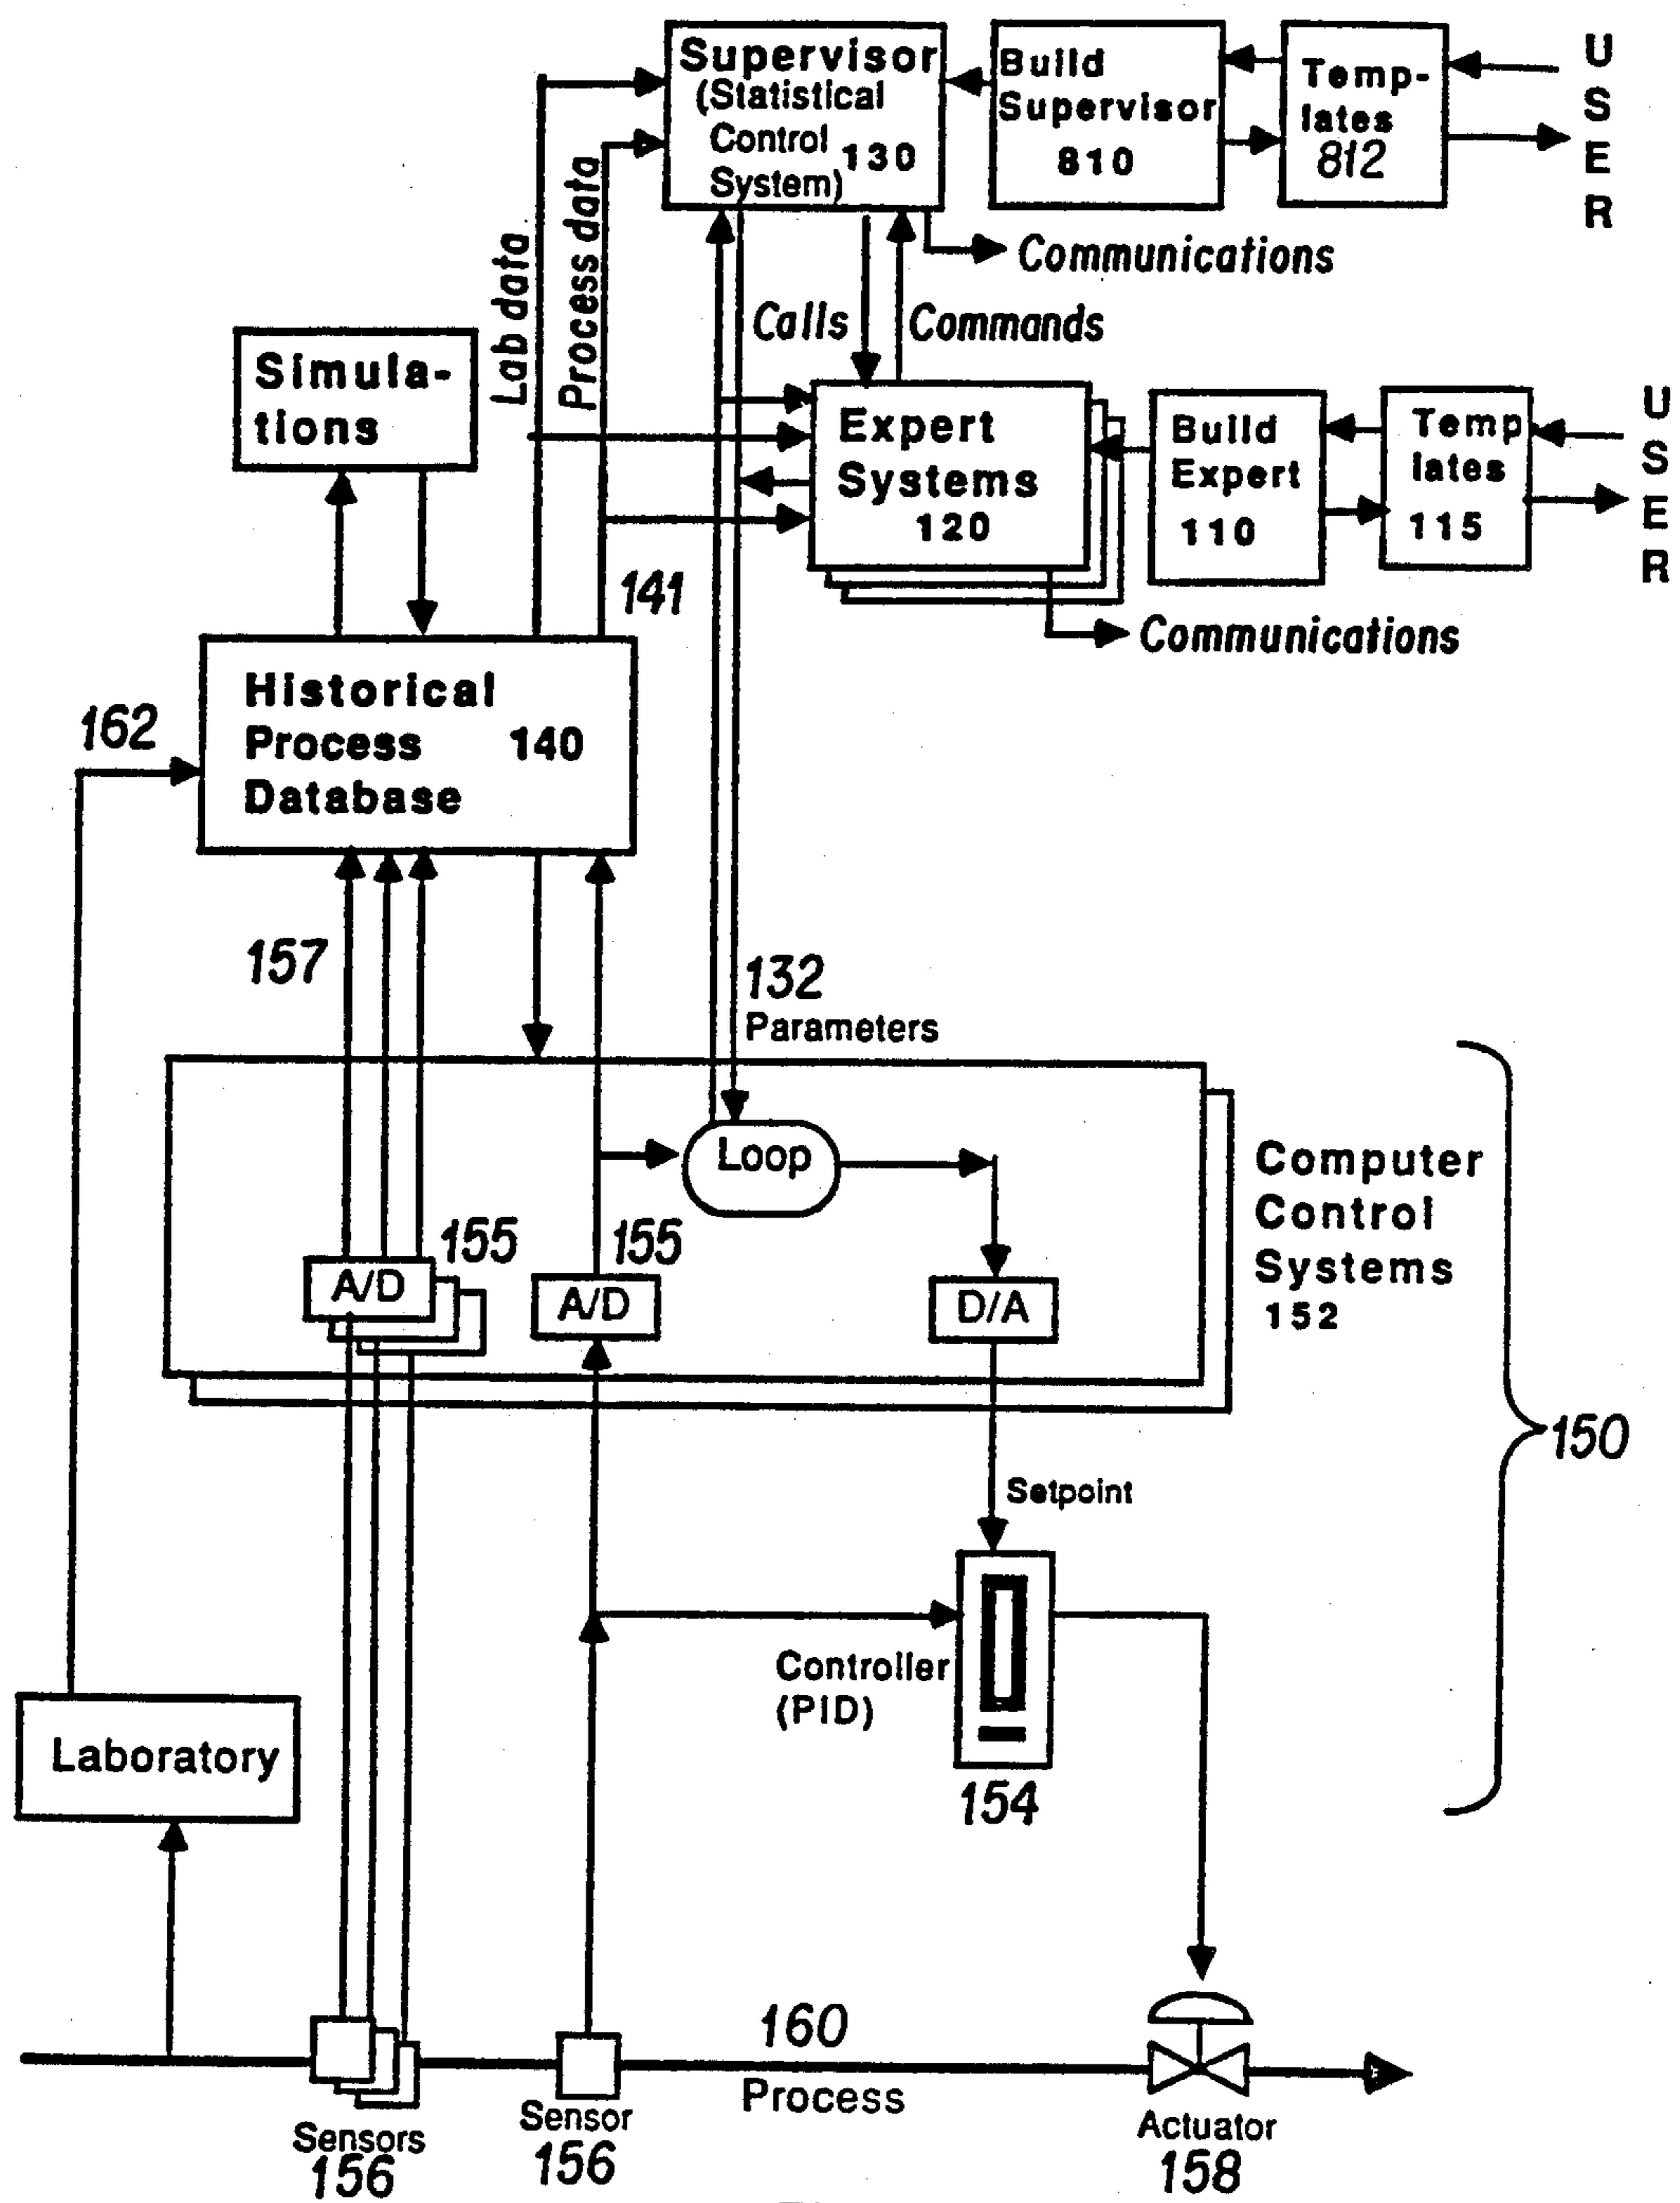 Supervisor
(Statistical
Control
System)
130
Build
Supervisor
810
Temp-
lates
812
U
S
E
R
Lab data
Process data
Communications
Calls
Commands
Simula-
tions
Expert
Systems
120
Build
Expert
110
Temp
lates
115
U
S
E
R
141
Communications
Historical
Process 140
Database
162
157
132
Parameters
Loop
155
155
A/D
A/D
D/A
Computer
Control
Systems
152
150
Setpoint
Controller
(PID)
154
Laboratory
160
Process
Sensors
156
Sensor
156
Actuator
158